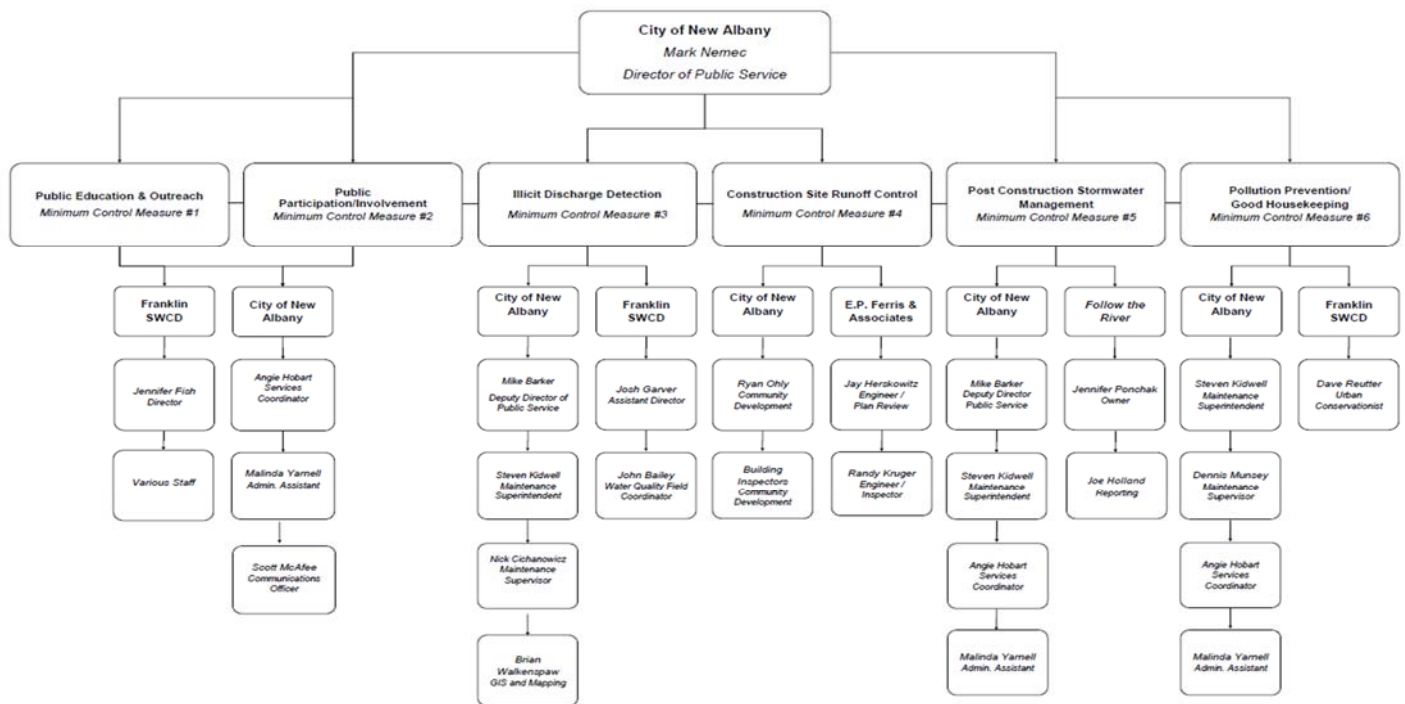 City of New Albany
Mark Nemec
Director of Public Service
Public Education & Outreach
Minimum Control Measure #1
Public
Participation/Involvement
Minimum Control Measure #2
Illicit Discharge Detection
Minimum Control Measure #3
Construction Site Runoff Control
Minimum Control Measure #4
Post Construction Stormwater
Management
Minimum Control Measure #5
Pollution Prevention/
Good Housekeeping
Minimum Control Measure #6
Franklin
SWCD
Jennifer Fish
Director
Various Staff
City of New
Albany
Angie Hobart
Services
Coordinator
Malinda Yarnell
Admin. Assistant
Scott McAfee
Communications
Officer
City of New
Albany
Mike Barker
Deputy Director of
Public Service
Steven Kidwell
Maintenance
Superintendent
Nick Cichanowicz
Maintenance
Supervisor
Brian
Walkenspaw
GIS and Mapping
Franklin
SWCD
Josh Garver
Assistant Director
John Bailey
Water Quality Field
Coordinator
City of New
Albany
Ryan Ohly
Community
Development
Building
Inspectors
Community
Development
E.P. Ferris &
Associates
Jay Herskowitz
Engineer /
Plan Review
Randy Kruger
Engineer /
Inspector
City of New
Albany
Mike Barker
Deputy Director
Public Service
Steven Kidwell
Maintenance
Superintendent
Angie Hobart
Services
Coordinator
Malinda Yarnell
Admin. Assistant
Follow the
River
Jennifer Ponchak
Owner
Joe Holland
Reporting
City of New
Albany
Steven Kidwell
Maintenance
Superintendent
Dennis Munsey
Maintenance
Supervisor
Angie Hobart
Services
Coordinator
Malinda Yarnell
Admin. Assistant
Franklin
SWCD
Dave Reutter
Urban
Conservationist